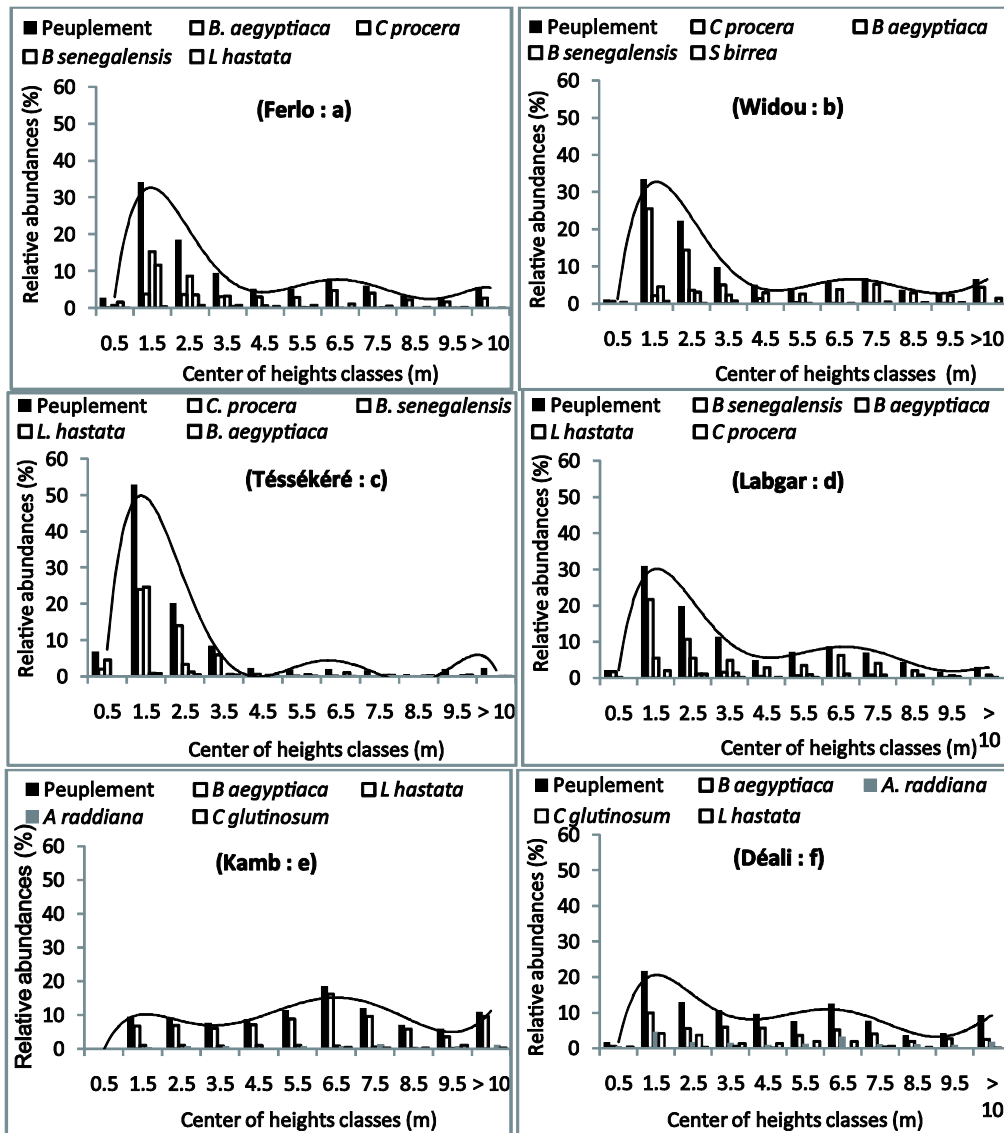 Peuplement B. aegyptiaca C procera
B senegalensis L hastata
(Ferlo : a)
Relative abundances (%)
60
50
40
30
20
10
0
0.5 1.5 2.5 3.5 4.5 5.5 6.5 7.5 8.5 9.5 > 10
Center of heights classes (m)
Peuplement C procera B aegyptiaca
B senegalensis S birrea
(Widou : b)
Relative abundances (%)
60
50
40
30
20
10
0
0.5 1.5 2.5 3.5 4.5 5.5 6.5 7.5 8.5 9.5 >10
Center of heights classes (m)
Peuplement C. procera B. senegalensis
L. hastata B. aegyptiaca
(Téssékéré : c)
Relative abundances (%)
60
50
40
30
20
10
0
0.5 1.5 2.5 3.5 4.5 5.5 6.5 7.5 8.5 9.5 > 10
Center of heights classes (m)
Peuplement B senegalensis B aegyptiaca
L hastata C procera
(Labgar : d)
Relative abundances (%)
60
50
40
30
20
10
0
0.5 1.5 2.5 3.5 4.5 5.5 6.5 7.5 8.5 9.5 >
10
Center of heights classes (m)
Peuplement B aegyptiaca L hastata
A raddiana C glutinosum
(Kamb : e)
Relative abundances (%)
60
50
40
30
20
10
0
0.5 1.5 2.5 3.5 4.5 5.5 6.5 7.5 8.5 9.5 > 10
Center of heights classes (m)
Peuplement B aegyptiaca A. raddiana
C glutinosum L hastata
(Déali : f)
Relative abundances (%)
60
50
40
30
20
10
0
0.5 1.5 2.5 3.5 4.5 5.5 6.5 7.5 8.5 9.5 >
10
Center of heights classes (m)